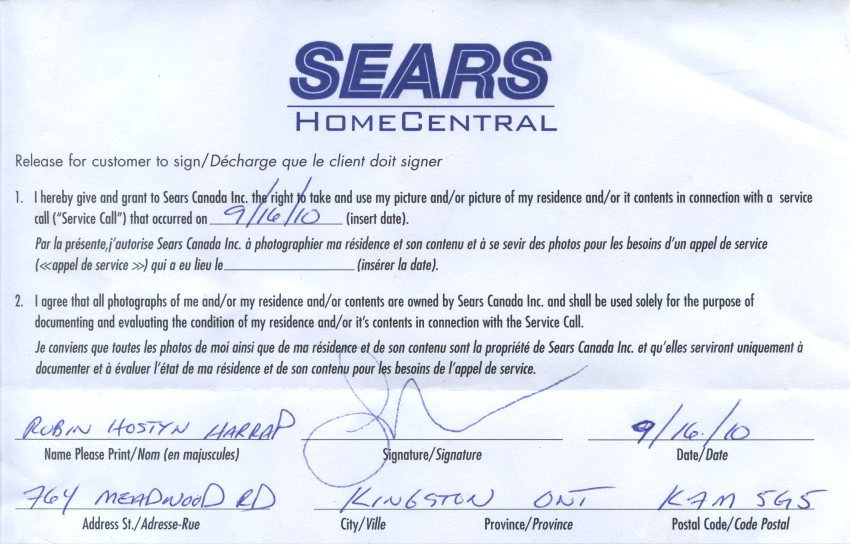 SEARS
HOMECENTRAL
Release for customer to sign/Décharge que le client doit signer
1. I hereby give and grant to Sears Canada Inc. the right to take and use my picture and/or picture of my residence and/or it contents in connection with a service
call ("Service Call") that occurred on 9/16/10 (insert date).
Par la présente,j'autorise Sears Canada Inc. à photographier ma résidence et son contenu et à se sevir des photos pour les besoins d'un appel de service
(≪appel de service ≫) qui a eu lieu le (insérer la date).
2. I agree that all photographs of me and/or my residence and/or contents are owned by Sears Canada Inc. and shall be used solely for the purpose of
documenting and evaluating the condition of my residence and/or it's contents in connection with the Service Call.
Je conviens que toutes les photos de moi ainsi que de ma résidence et de son contenu sont la propriété de Sears Canada Inc. et qu'elles serviront uniquement à
documenter et à évaluer l'état de ma résidence et de son contenu pour les besoins de l'appel de service.
ROBIN HOSTYN HARRAP 9/16/10
Name Please Print/Nom (en majuscules) Signature/Signature Date/Date
764 MEADWOOD RD KINGSTON ONT K7M 5G5
Address St./Adresse-Rue City/Ville Province/Province Postal Code/Code Postal